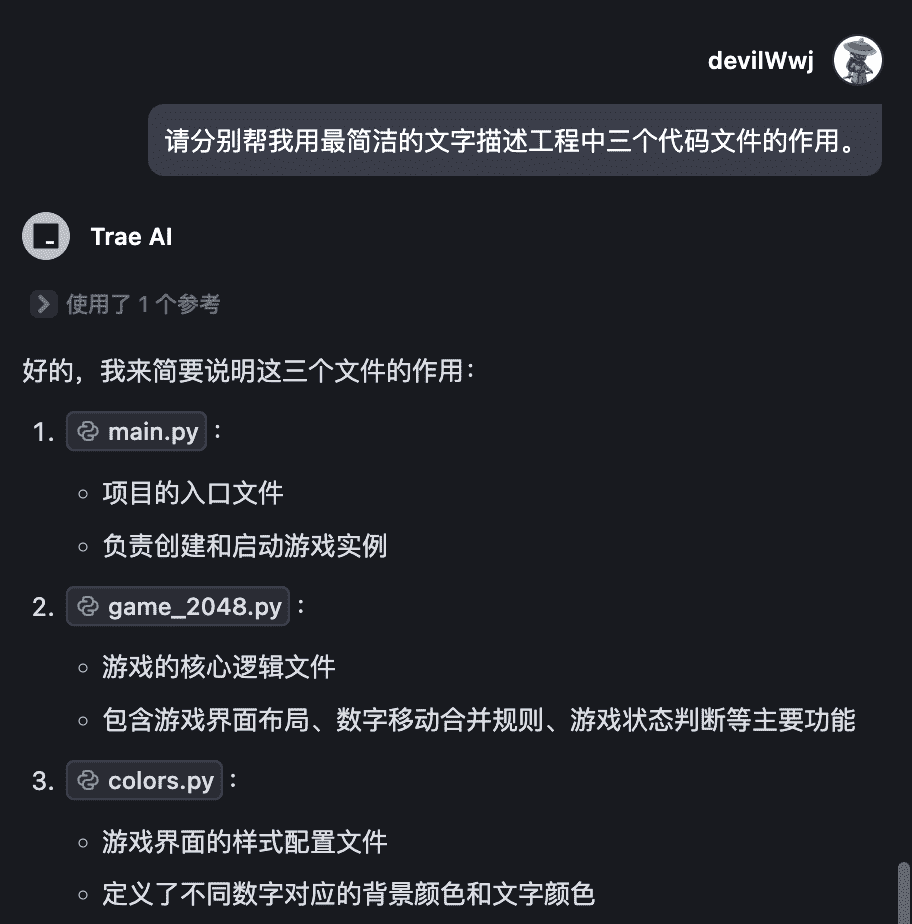 devilWwj
请分别帮我用最简洁的文字描述工程中三个代码文件的作用。
Trae AI
使用了 1 个参考
好的，我来简要说明这三个文件的作用：
1. main.py：
项目的入口文件
负责创建和启动游戏实例
2. game_2048.py：
游戏的核心逻辑文件
包含游戏界面布局、数字移动合并规则、游戏状态判断等主要功能
3. colors.py：
游戏界面的样式配置文件
定义了不同数字对应的背景颜色和文字颜色